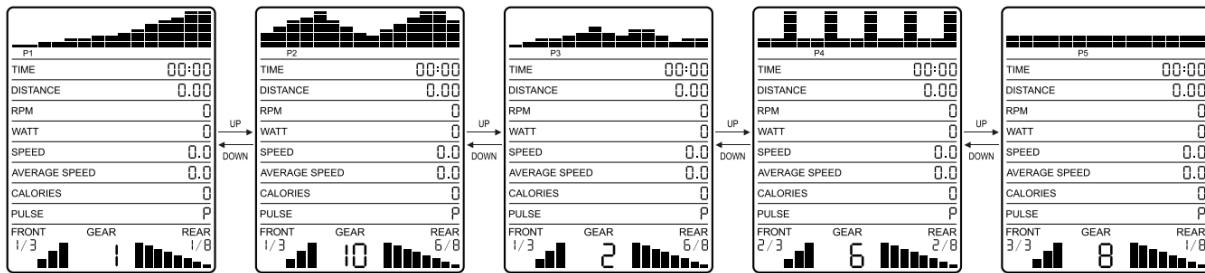 P1
TIME 00:00
DISTANCE 0.00
RPM 0
WATT 0
SPEED 0.0
AVERAGE SPEED 0.0
CALORIES 0
PULSE P
FRONT GEAR REAR
1/3 1 1/8
UP
DOWN
P2
TIME 00:00
DISTANCE 0.00
RPM 0
WATT 0
SPEED 0.0
AVERAGE SPEED 0.0
CALORIES 0
PULSE P
FRONT GEAR REAR
1/3 10 6/8
UP
DOWN
P3
TIME 00:00
DISTANCE 0.00
RPM 0
WATT 0
SPEED 0.0
AVERAGE SPEED 0.0
CALORIES 0
PULSE P
FRONT GEAR REAR
1/3 2 6/8
UP
DOWN
P4
TIME 00:00
DISTANCE 0.00
RPM 0
WATT 0
SPEED 0.0
AVERAGE SPEED 0.0
CALORIES 0
PULSE P
FRONT GEAR REAR
2/3 6 2/8
UP
DOWN
P5
TIME 00:00
DISTANCE 0.00
RPM 0
WATT 0
SPEED 0.0
AVERAGE SPEED 0.0
CALORIES 0
PULSE P
FRONT GEAR REAR
3/3 8 1/8